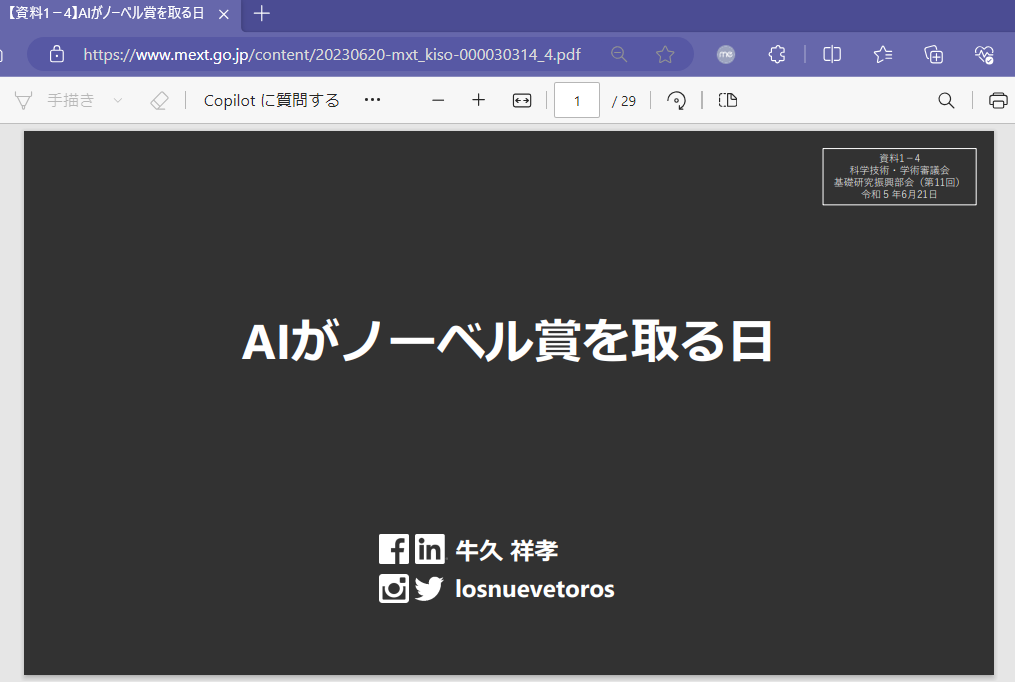 【資料1－4】AIがノーベル賞を取る日
https://www.mext.go.jp/content/20230620-mxt_kiso-000030314_4.pdf
me
手描き
Copilot に質問する
1
/ 29
資料1－4
科学技術・学術審議会
基礎研究振興部会（第11回）
令和５年6月21日
AIがノーベル賞を取る日
牛久 祥孝
losnuevetoros